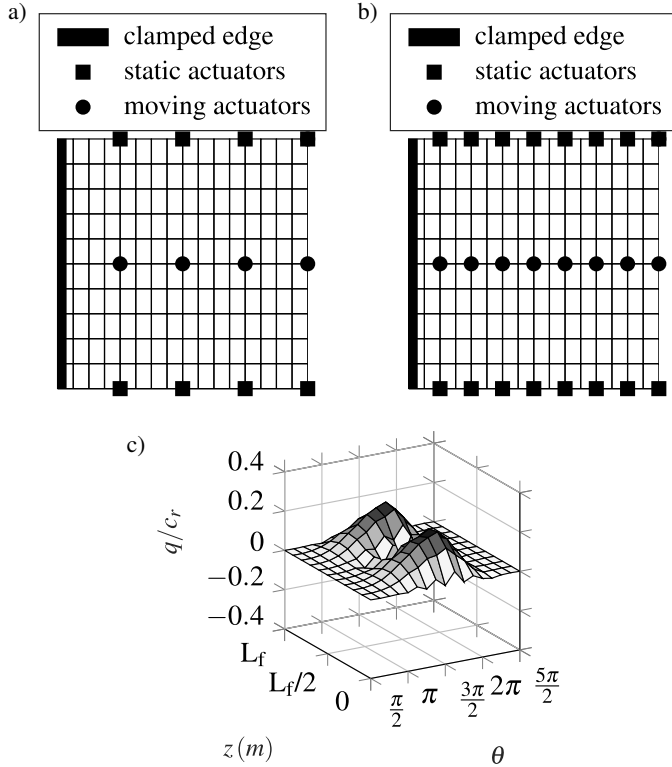 a)
clamped edge
static actuators
moving actuators
b)
clamped edge
static actuators
moving actuators
c)
0.4
0.2
0
−0.2
−0.4
q/c_r
L_f
L_f/2
0
π/2
π
3π/2
2π
5π/2
z (m)
θ